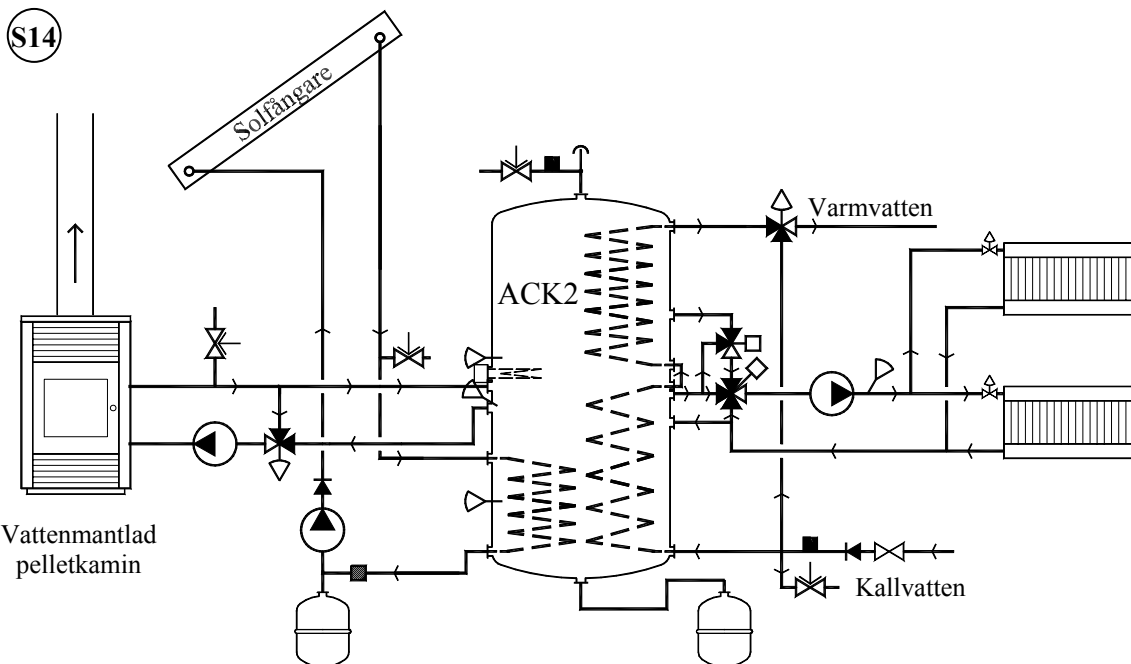 S14
Solfångare
Varmvatten
ACK2
Vattenmantlad
pelletkamin
Kallvatten